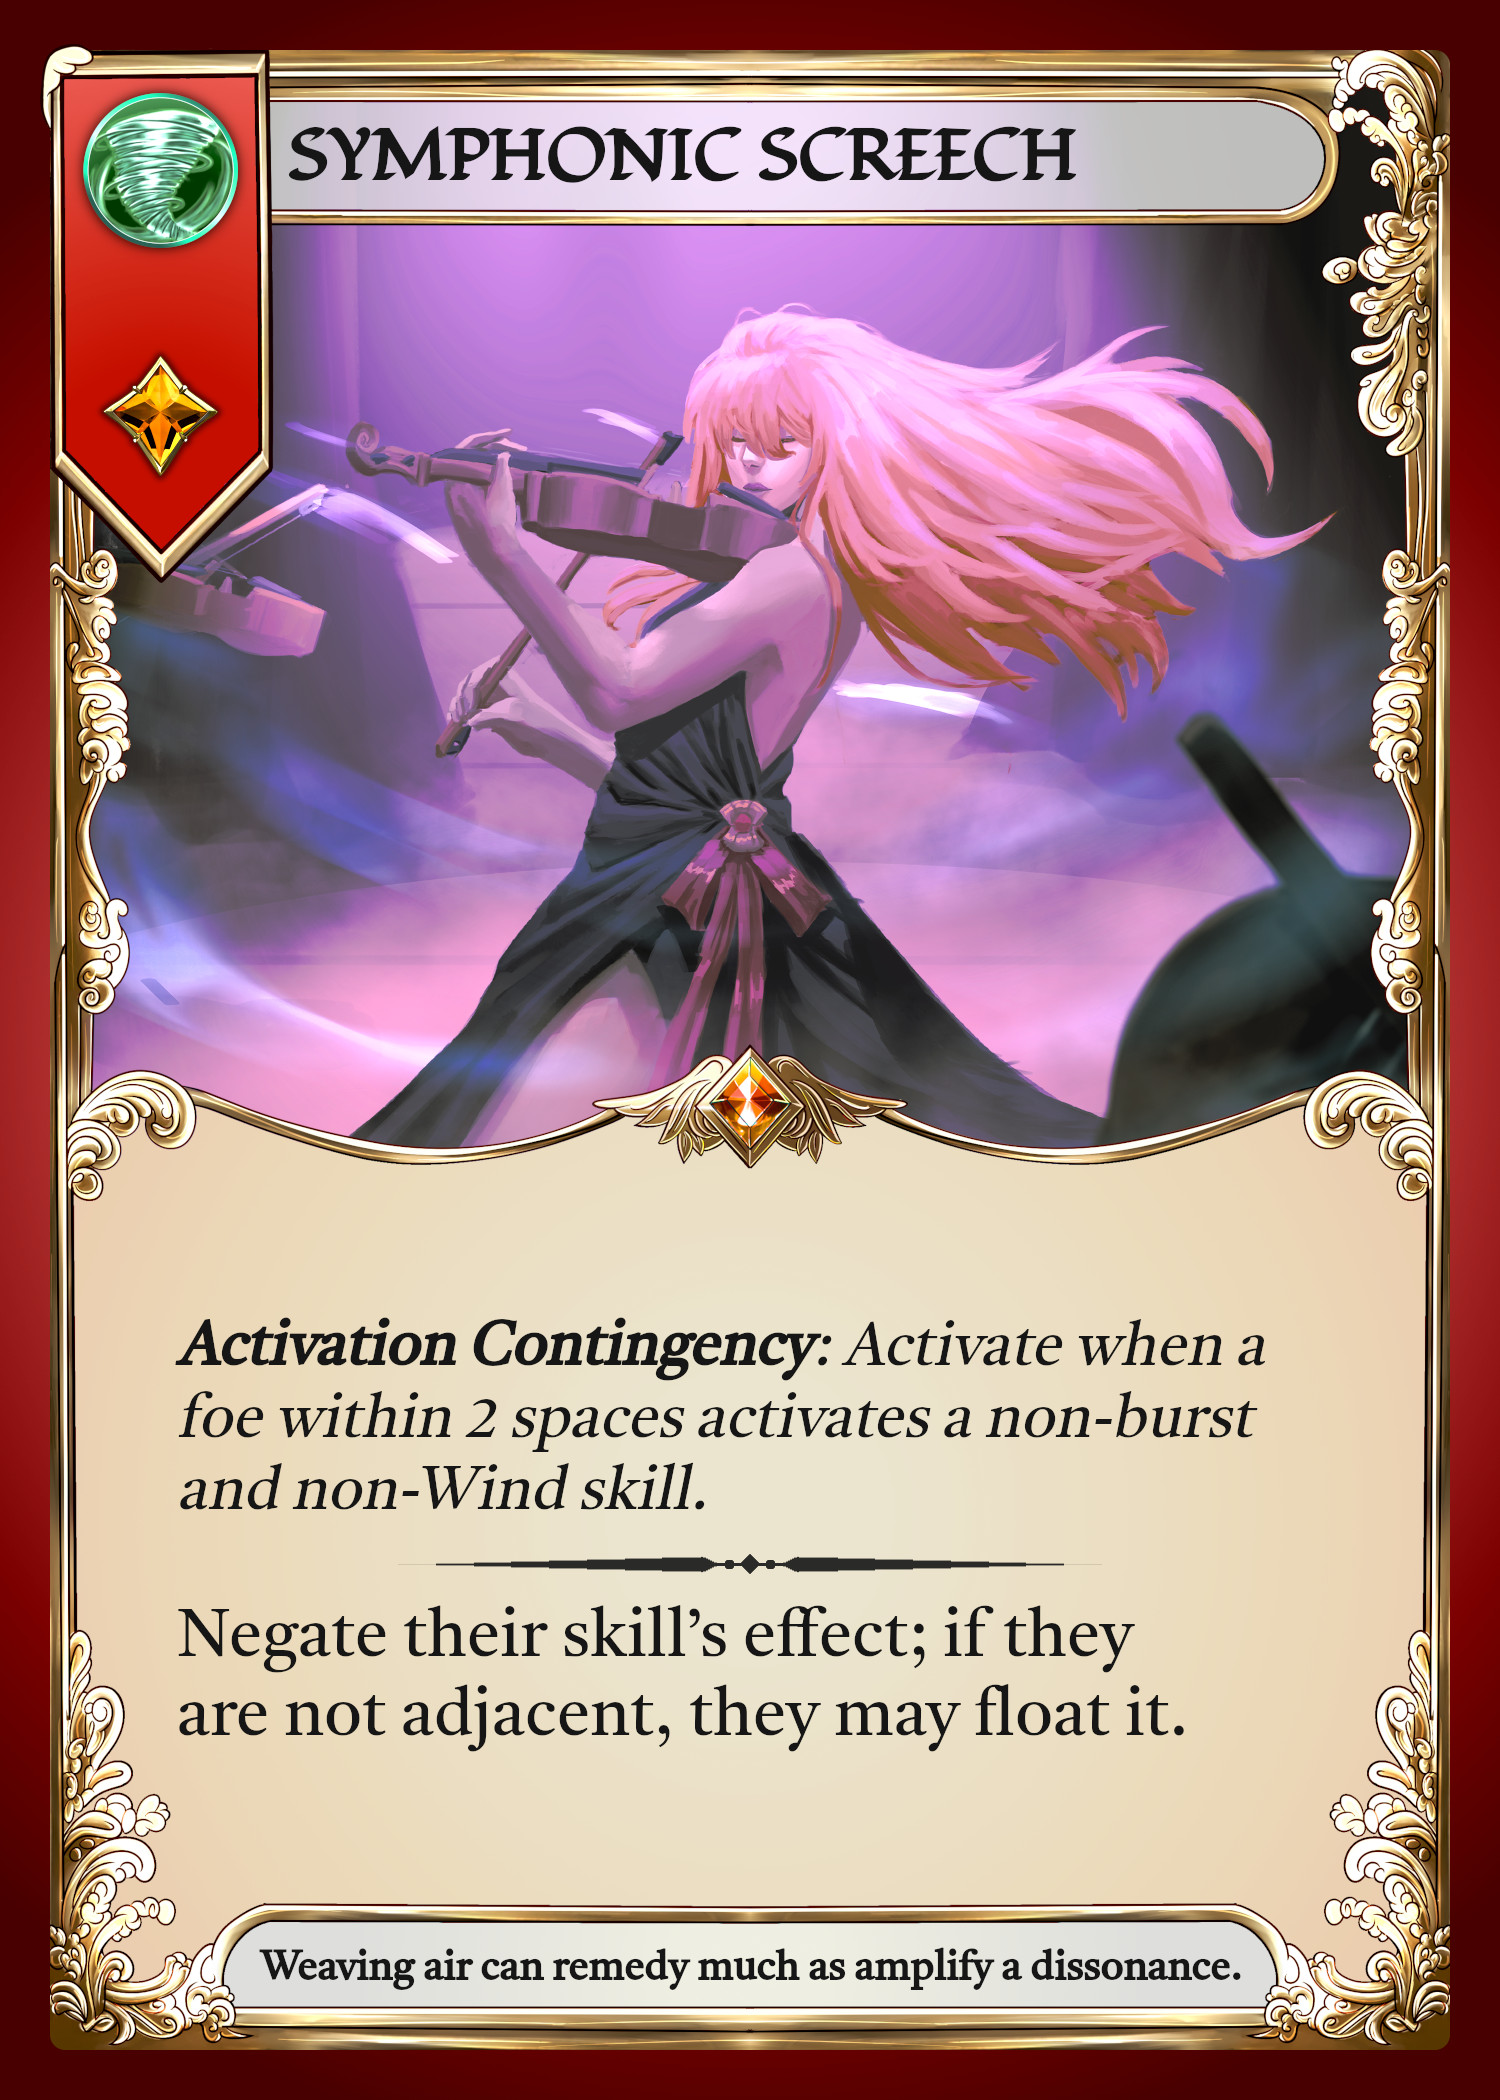 SYMPHONIC SCREECH
Activation Contingency: Activate when a
foe within 2 spaces activates a non-burst
and non-Wind skill.
Negate their skill’s effect; if they
are not adjacent, they may float it.
Weaving air can remedy much as amplify a dissonance.